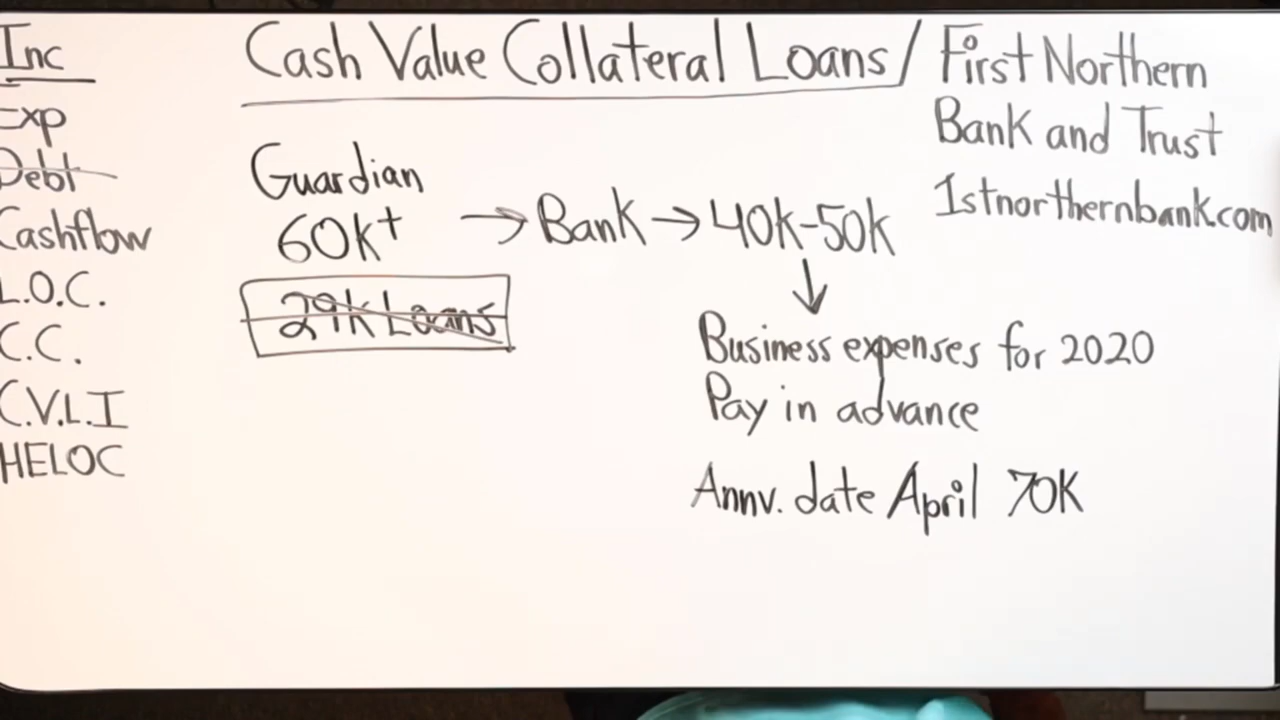 Inc
Exp
Debt
Cashflow
L.O.C.
C.C.
C.V.L.I
HELOC
Cash Value Collateral Loans/
First Northern
Bank and Trust
1stnorthernbank.com
Guardian
60k+ → Bank → 40k-50k
29k Loans
↓
Business expenses for 2020
Pay in advance
Annv. date April 70K